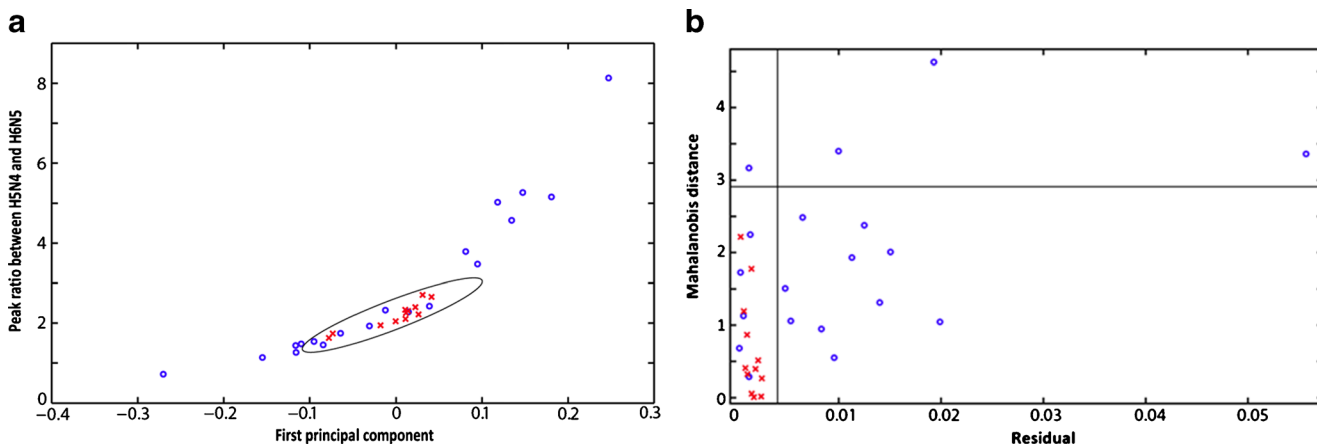 a
Peak ratio between H5N4 and H6N5
8
6
4
2
0
−0.4 −0.3 −0.2 −0.1 0 0.1 0.2 0.3
First principal component
b
Mahalanobis distance
4
3
2
1
0
0 0.01 0.02 0.03 0.04 0.05
Residual